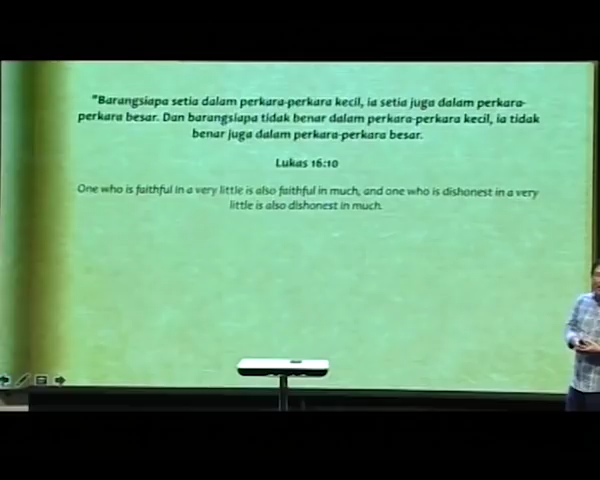 "Barangsiapa setia dalam perkara-perkara kecil, ia setia juga dalam perkara-
perkara besar. Dan barangsiapa tidak benar dalam perkara-perkara kecil, ia tidak
benar juga dalam perkara-perkara besar.
Lukas 16:10
One who is faithful in a very little is also faithful in much, and one who is dishonest in a very
little is also dishonest in much.